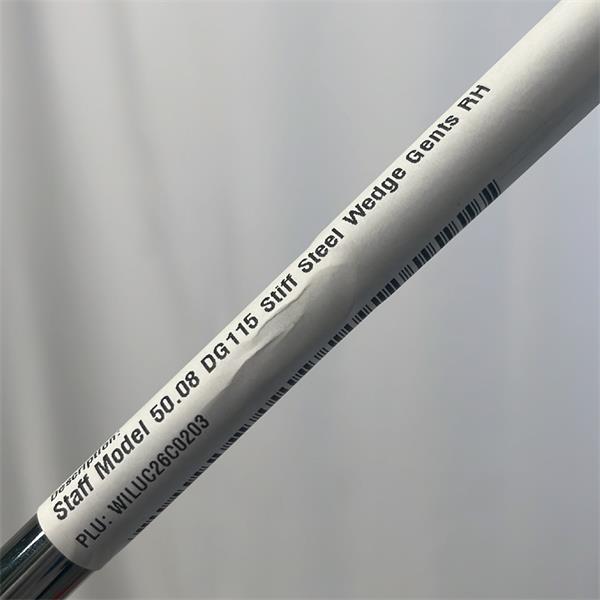 Description:
Staff Model 50.08 DG115 Stiff Steel Wedge Gents RH
PLU: WILUC26C0203